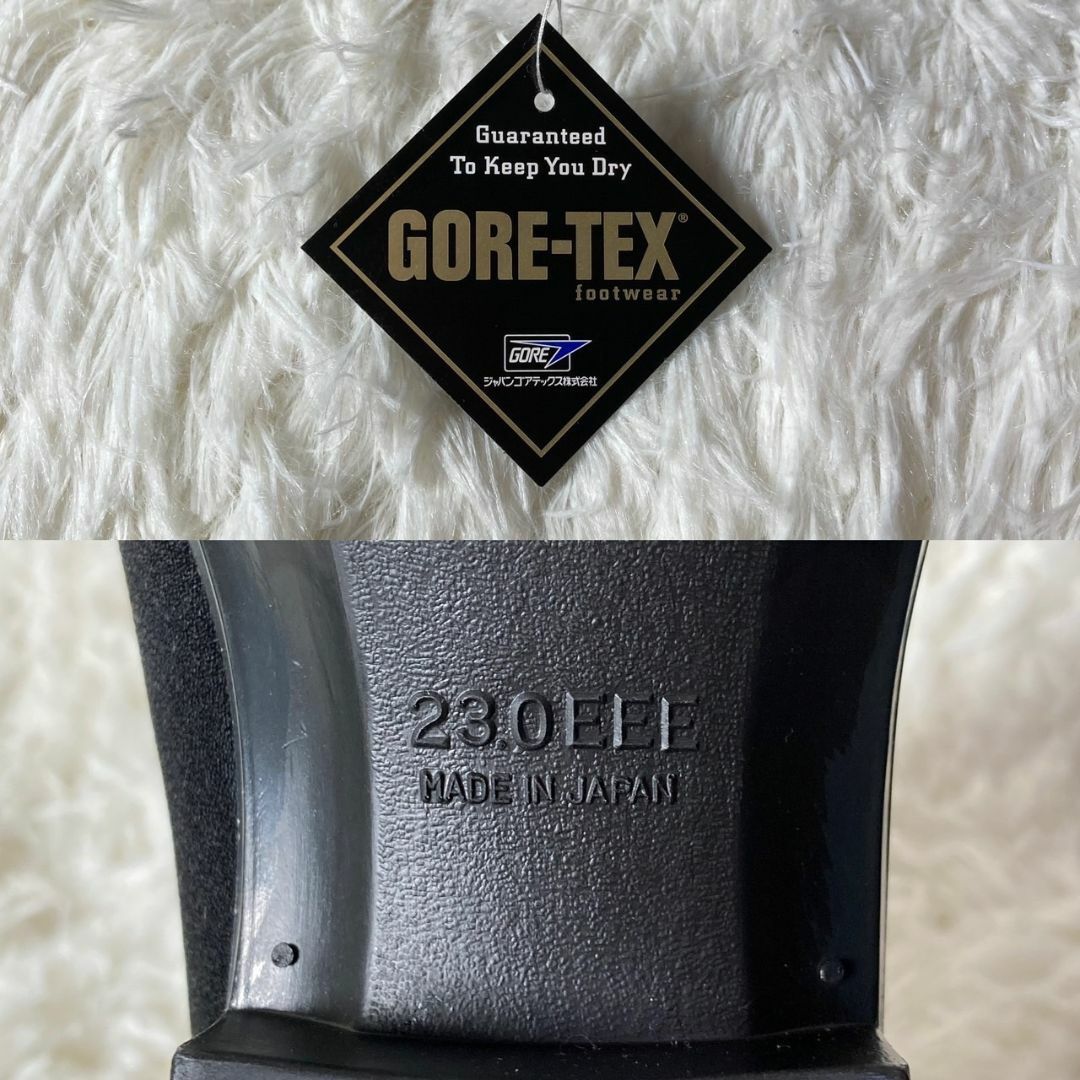 Guaranteed
To Keep You Dry
GORE-TEX®
footwear
GORE
ジャパンゴアテックス株式会社
23.0EEE
MADE IN JAPAN